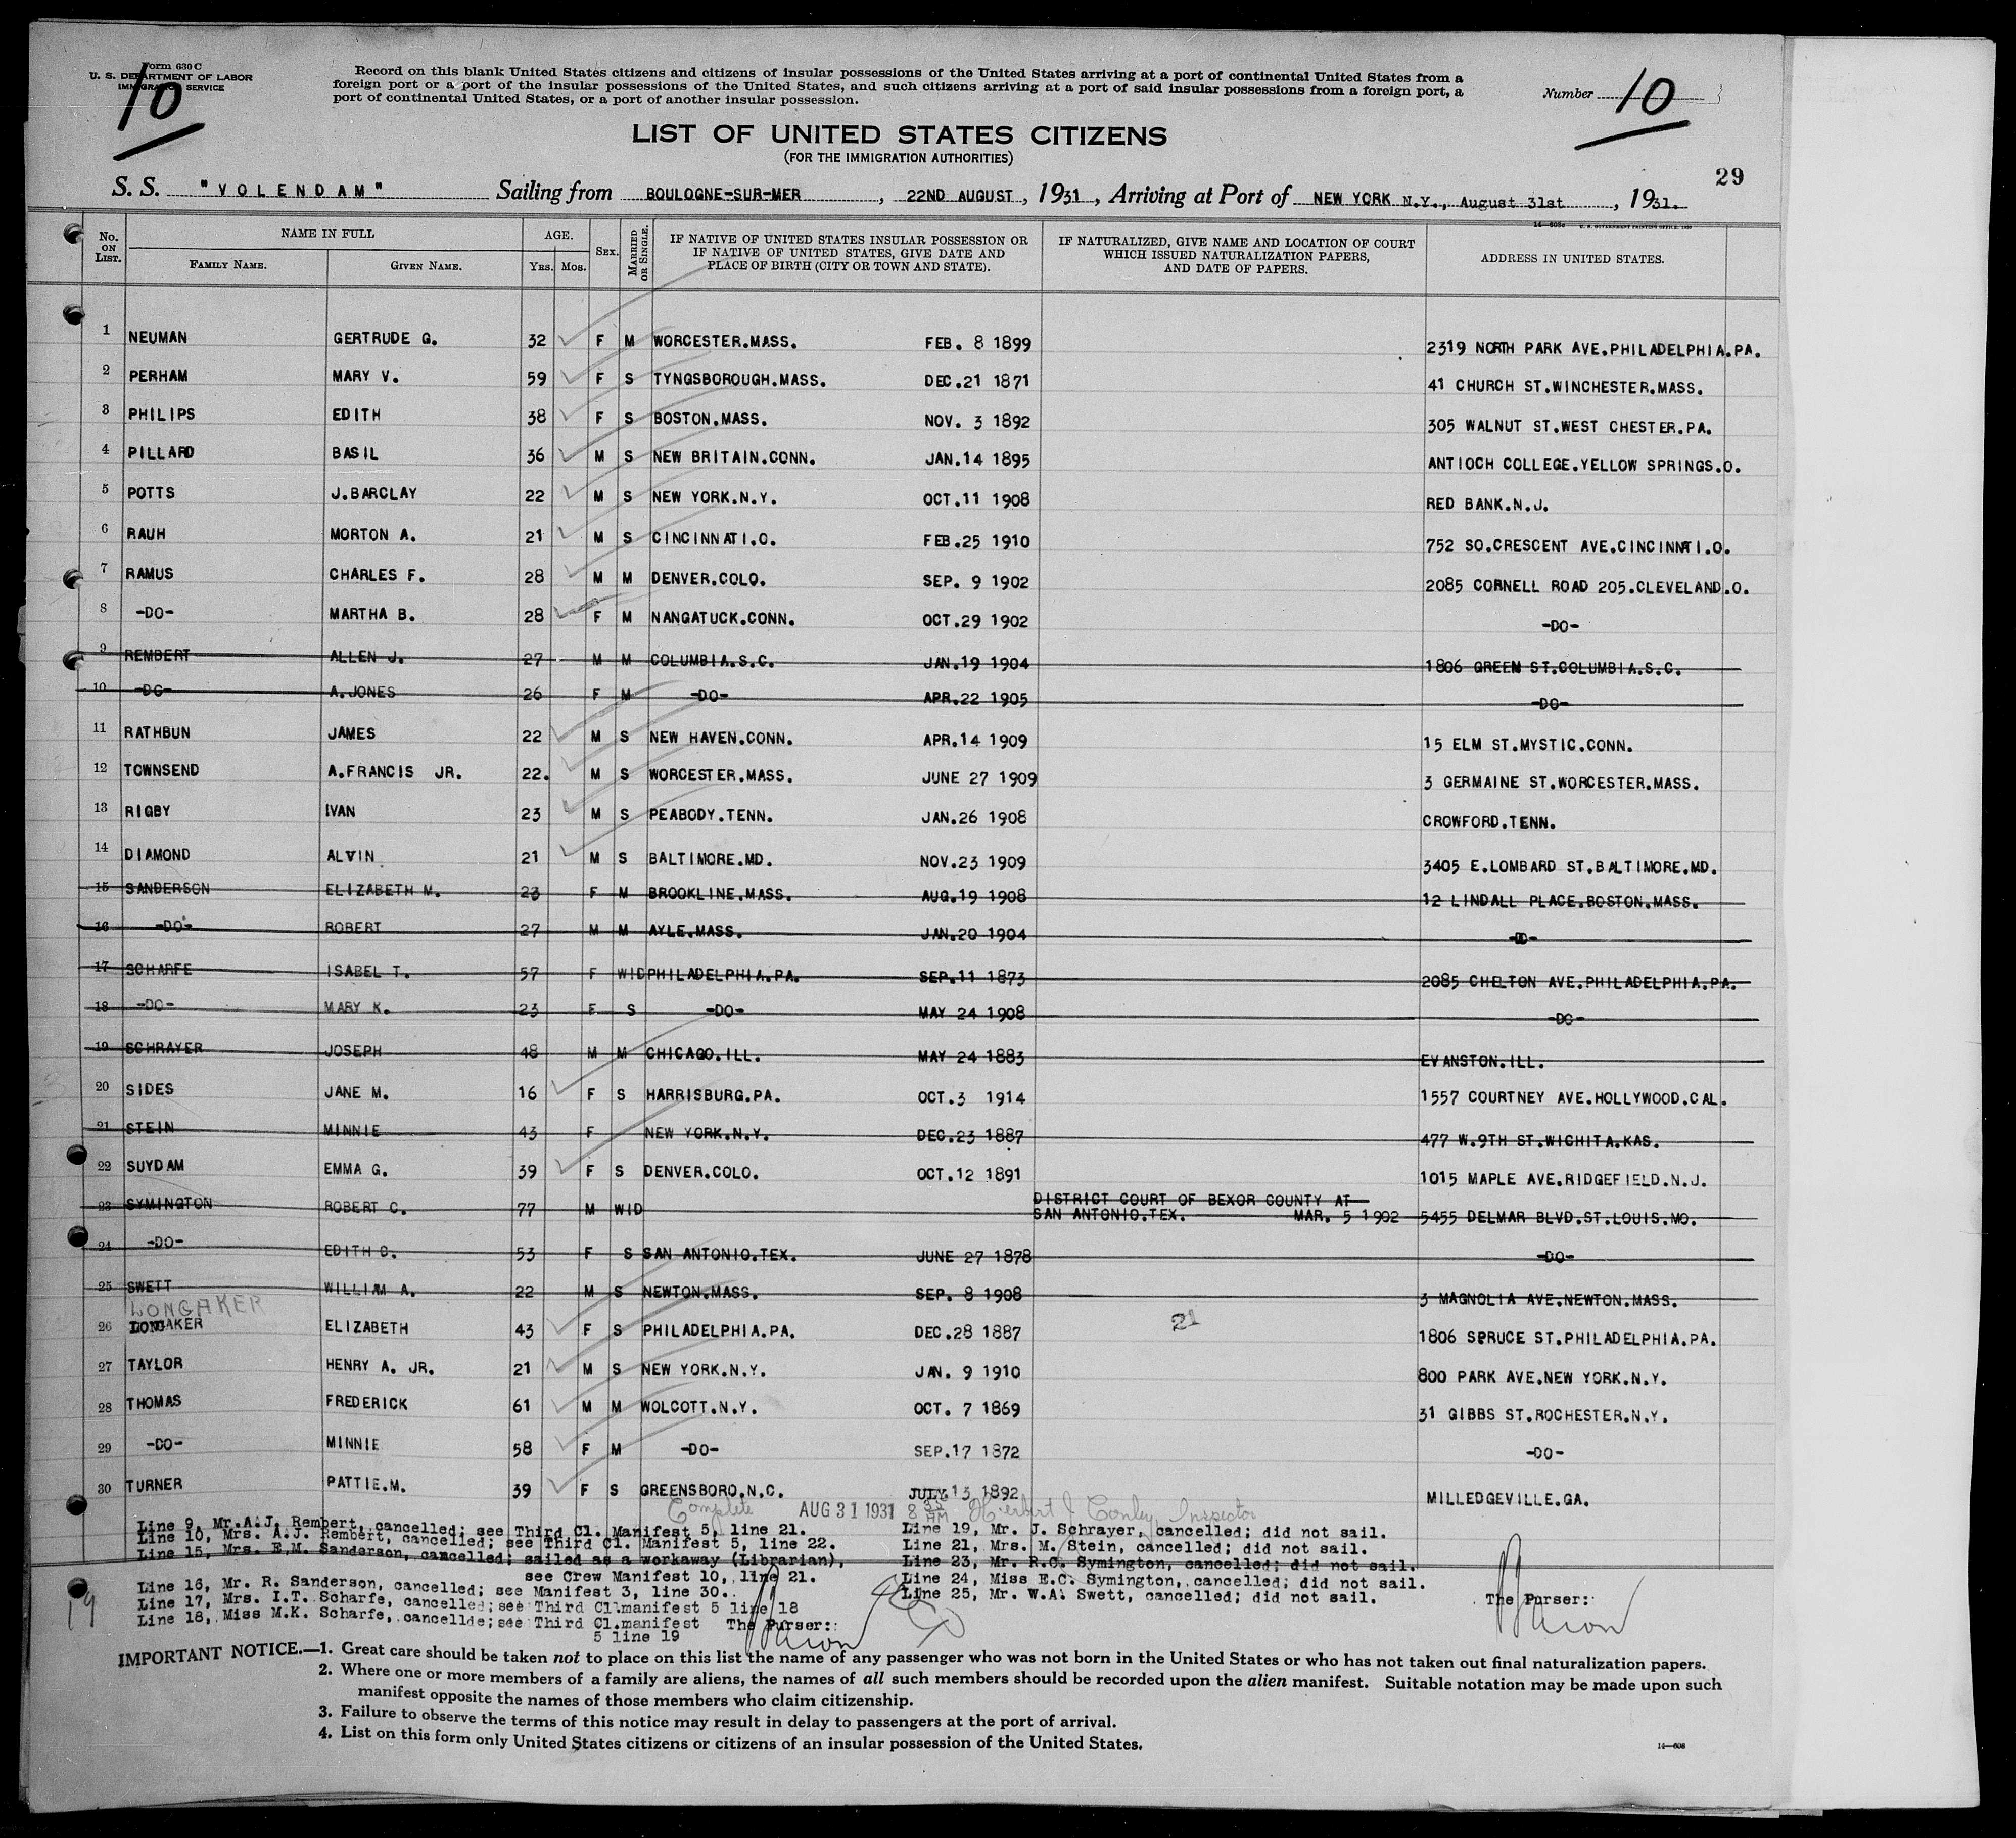 Form 630 C
U. S. DEPARTMENT OF LABOR
IMMIGRATION SERVICE
10
Record on this blank United States citizens and citizens of insular possessions of the United States arriving at a port of continental United States from a
foreign port or a port of the insular possessions of the United States, and such citizens arriving at a port of said insular possessions from a foreign port, a
port of continental United States, or a port of another insular possession.
Number 10
LIST OF UNITED STATES CITIZENS
(FOR THE IMMIGRATION AUTHORITIES)
29
S. S. "VOLENDAM" Sailing from BOULOGNE-SUR-MER, 22ND AUGUST, 1931, Arriving at Port of NEW YORK N.Y., August 31st, 1931.
No. ON LIST. NAME IN FULL FAMILY NAME. GIVEN NAME. AGE. Yrs. Mos. SEX. MARRIED OR SINGLE. IF NATIVE OF UNITED STATES INSULAR POSSESSION OR IF NATIVE OF UNITED STATES, GIVE DATE AND PLACE OF BIRTH (CITY OR TOWN AND STATE). IF NATURALIZED, GIVE NAME AND LOCATION OF COURT WHICH ISSUED NATURALIZATION PAPERS, AND DATE OF PAPERS. ADDRESS IN UNITED STATES.
1 NEUMAN GERTRUDE G. 32 F M WORCESTER.MASS. FEB. 8 1899 2319 NORTH PARK AVE.PHILADELPHIA.PA.
2 PERHAM MARY V. 59 F S TYNGSBOROUGH.MASS. DEC.21 1871 41 CHURCH ST.WINCHESTER.MASS.
3 PHILIPS EDITH 38 F S BOSTON.MASS. NOV. 3 1892 305 WALNUT ST.WEST CHESTER.PA.
4 PILLARD BASIL 36 M S NEW BRITAIN.CONN. JAN.14 1895 ANTIOCH COLLEGE.YELLOW SPRINGS.O.
5 POTTS J.BARCLAY 22 M S NEW YORK.N.Y. OCT.11 1908 RED BANK.N.J.
6 RAUH MORTON A. 21 M S CINCINNATI.O. FEB.25 1910 752 SO.CRESCENT AVE.CINCINNATI.O.
7 RAMUS CHARLES F. 28 M M DENVER.COLO. SEP. 9 1902 2085 CORNELL ROAD 205.CLEVELAND.O.
8 -DO- MARTHA B. 28 F M NANGATUCK.CONN. OCT.29 1902 -DO-
9 REMBERT ALLEN J. 27 M M COLUMBIA.S.C. JAN.19 1904 1806 GREEN ST.COLUMBIA.S.C.
10 -DO- A.JONES 26 F M -DO- APR.22 1905 -DO-
11 RATHBUN JAMES 22 M S NEW HAVEN.CONN. APR.14 1909 15 ELM ST.MYSTIC.CONN.
12 TOWNSEND A.FRANCIS JR. 22. M S WORCESTER.MASS. JUNE 27 1909 3 GERMAINE ST.WORCESTER.MASS.
13 RIGBY IVAN 23 M S PEABODY.TENN. JAN.26 1908 CROWFORD.TENN.
14 DIAMOND ALVIN 21 M S BALTIMORE.MD. NOV.23 1909 3405 E.LOMBARD ST.BALTIMORE.MD.
15 SANDERSON ELIZABETH M. 23 F M BROOKLINE.MASS. AUG.19 1908 12 LINDALL PLACE.BOSTON.MASS.
16 -DO- ROBERT 27 M M AYLE.MASS. JAN.20 1904 -DO-
17 SCHARFE ISABEL T. 57 F WID PHILADELPHIA.PA. SEP.11 1873 2085 CHELTON AVE.PHILADELPHIA.PA.
18 -DO- MARY K. 23 F S -DO- MAY 24 1908 -DO-
19 SCHRAYER JOSEPH 48 M M CHICAGO.ILL. MAY 24 1883 EVANSTON.ILL.
20 SIDES JANE M. 16 F S HARRISBURG.PA. OCT.3 1914 1557 COURTNEY AVE.HOLLYWOOD.CAL.
21 STEIN MINNIE 43 F NEW YORK.N.Y. DEC.23 1887 477 W.9TH ST.WICHITA.KAS.
22 SUYDAM EMMA G. 39 F S DENVER.COLO. OCT.12 1891 1015 MAPLE AVE.RIDGEFIELD.N.J.
23 SYMINGTON ROBERT C. 77 M WID DISTRICT COURT OF BEXOR COUNTY AT SAN ANTONIO.TEX. MAR. 5 1902 5455 DELMAR BLVD.ST.LOUIS.MO.
24 -DO- EDITH C. 53 F S SAN ANTONIO.TEX. JUNE 27 1878 -DO-
25 SWETT WILLIAM A. 22 M S NEWTON.MASS. SEP. 8 1908 3 MAGNOLIA AVE.NEWTON.MASS.
LONGAKER
26 LONGAKER ELIZABETH 43 F S PHILADELPHIA.PA. DEC.28 1887 21 1806 SPRUCE ST.PHILADELPHIA.PA.
27 TAYLOR HENRY A. JR. 21 M S NEW YORK.N.Y. JAN. 9 1910 800 PARK AVE.NEW YORK.N.Y.
28 THOMAS FREDERICK 61 M M WOLCOTT.N.Y. OCT. 7 1869 31 GIBBS ST.ROCHESTER.N.Y.
29 -DO- MINNIE 58 F M -DO- SEP.17 1872 -DO-
30 TURNER PATTIE.M. 39 F S GREENSBORO.N.C. JULY.13 1892 MILLEDGEVILLE.GA.
Complete AUG 31 1931 8 AM Herbert J Conley Inspector
Line 9, Mr.A.J. Rembert, cancelled; see Third Cl. Manifest 5, line 21.
Line 10, Mrs. A.J. Rembert, cancelled; see Third Cl. Manifest 5, line 22.
Line 15, Mrs. E.M. Sanderson, cancelled; sailed as a workaway (Librarian),
see Crew Manifest 10, line 21.
Line 16, Mr. R. Sanderson, cancelled; see Manifest 3, line 30.
Line 17, Mrs. I.T. Scharfe, cancelled; see Third Cl.manifest 5 line 18
Line 18, Miss M.K. Scharfe, cancellde; see Third Cl.manifest
5 line 19
The Purser:
Line 19, Mr. J. Schrayer, cancelled; did not sail.
Line 21, Mrs. M. Stein, cancelled; did not sail.
Line 23, Mr. R.C. Symington, cancelled; did not sail.
Line 24, Miss E.C. Symington, cancelled; did not sail.
Line 25, Mr. W.A. Swett, cancelled; did not sail.
The Purser:
IMPORTANT NOTICE.—1. Great care should be taken not to place on this list the name of any passenger who was not born in the United States or who has not taken out final naturalization papers.
2. Where one or more members of a family are aliens, the names of all such members should be recorded upon the alien manifest. Suitable notation may be made upon such
manifest opposite the names of those members who claim citizenship.
3. Failure to observe the terms of this notice may result in delay to passengers at the port of arrival.
4. List on this form only United States citizens or citizens of an insular possession of the United States.
14—608